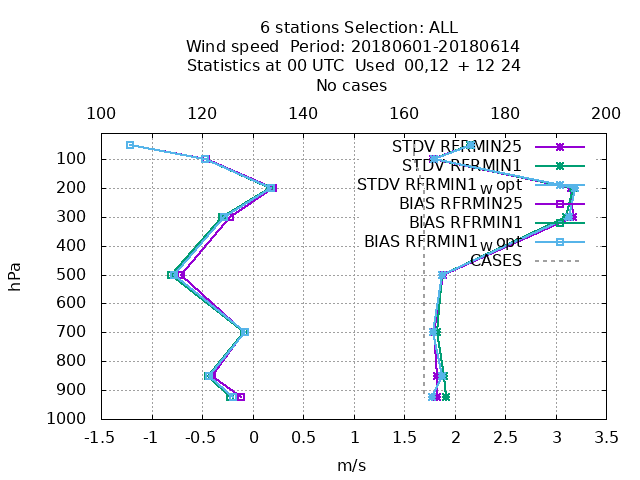 6 stations Selection: ALL
Wind speed  Period: 20180601-20180614
Statistics at 00 UTC  Used  00,12  + 12 24
No cases
100 120 140 160 180 200
STDV RFRMIN25
STDV RFRMIN1
STDV RFRMIN1w opt
BIAS RFRMIN25
BIAS RFRMIN1
BIAS RFRMIN1w opt
CASES
hPa
100
200
300
400
500
600
700
800
900
1000
-1.5 -1 -0.5 0 0.5 1 1.5 2 2.5 3 3.5
m/s